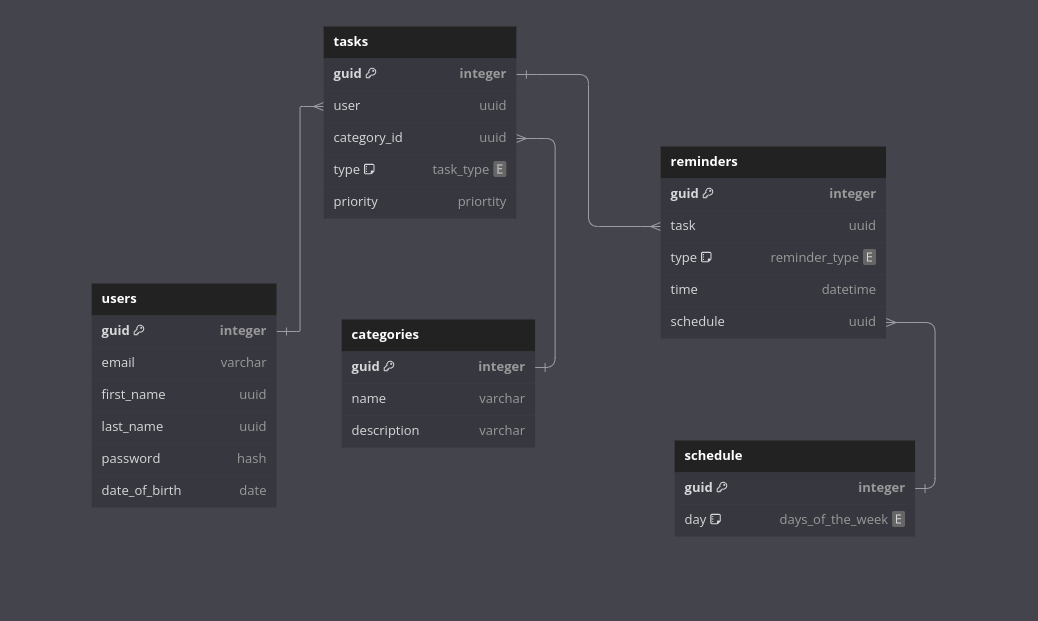 tasks
guid integer
user uuid
category_id uuid
type task_type E
priority priortity
reminders
guid integer
task uuid
type reminder_type E
time datetime
schedule uuid
users
guid integer
email varchar
first_name uuid
last_name uuid
password hash
date_of_birth date
categories
guid integer
name varchar
description varchar
schedule
guid integer
day days_of_the_week E